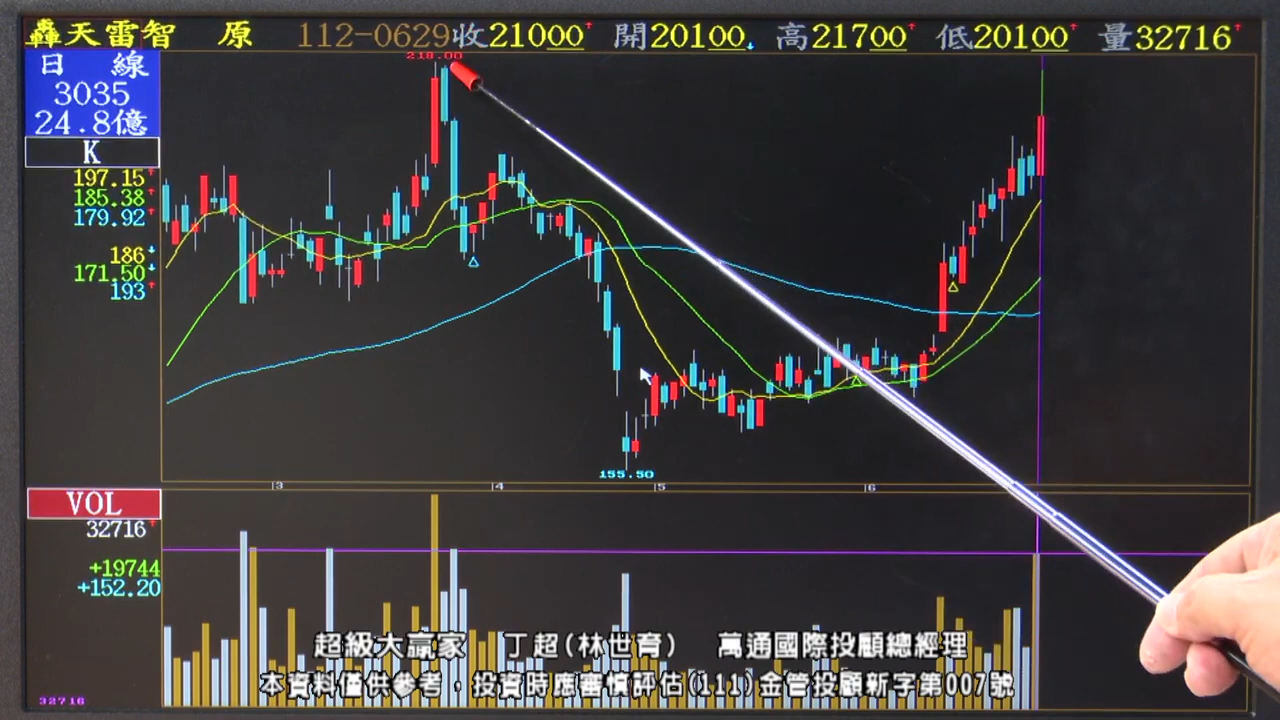 轟天雷智 原 112-0629收21000↑ 開20100↓ 高21700↑ 低20100↑ 量32716↑
218.00
日 線
3035
24.8億
K
197.15↑
185.38↑
179.92↑
186↓
171.50↓
193↑
155.50
3 4 5 6
VOL
32716↑
+19744
+152.20
超級大贏家 丁超(林世育) 萬通國際投顧總經理
本資料僅供參考，投資時應審慎評估(111)金管投顧新字第007號
32716